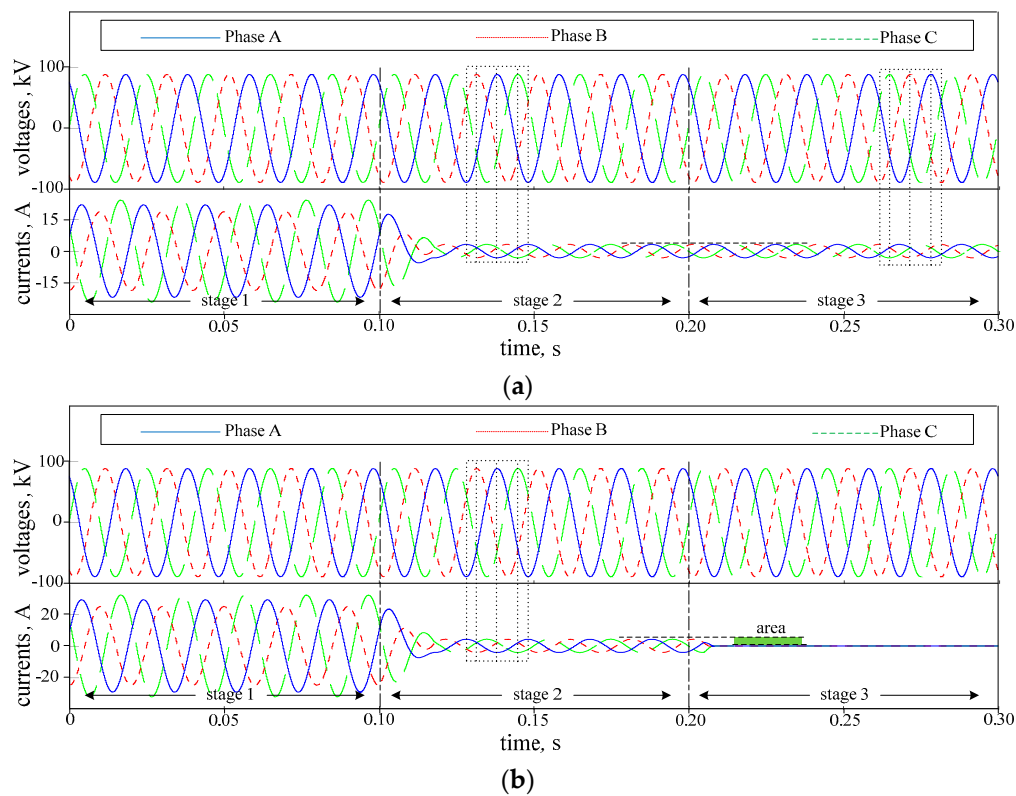 Phase A Phase B Phase C
voltages, kV
100
0
-100
currents, A
15
0
-15
stage 1 stage 2 stage 3
0 0.05 0.10 0.15 0.20 0.25 0.30
time, s
(a)
Phase A Phase B Phase C
voltages, kV
100
0
-100
currents, A
20
0
-20
area
stage 1 stage 2 stage 3
0 0.05 0.10 0.15 0.20 0.25 0.30
time, s
(b)